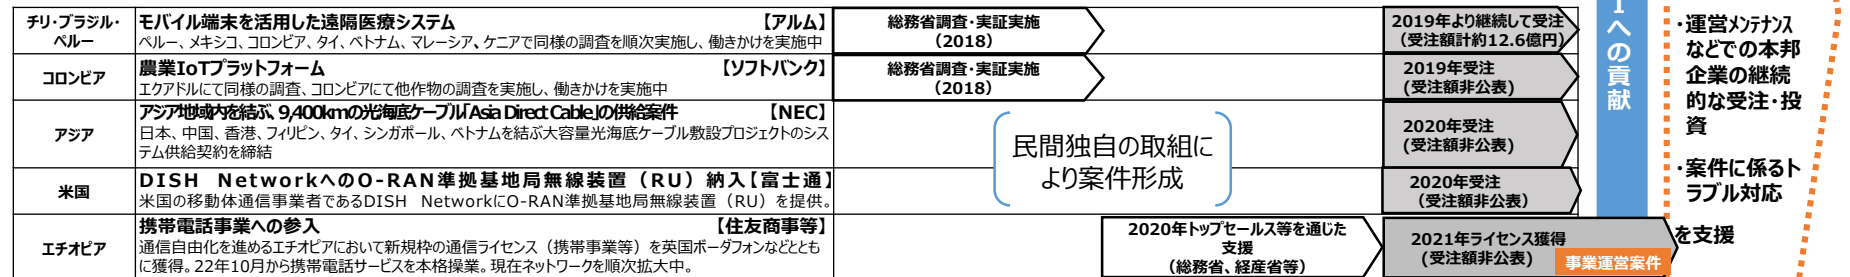 チリ・ブラジル・
ペルー
モバイル端末を活用した遠隔医療システム 【アルム】
ペルー、メキシコ、コロンビア、タイ、ベトナム、マレーシア、ケニアで同様の調査を順次実施し、働きかけを実施中
総務省調査・実証実施
（2018）
2019年より継続して受注
（受注額計約12.6億円）
コロンビア
農業IoTプラットフォーム 【ソフトバンク】
エクアドルにて同様の調査、コロンビアにて他作物の調査を実施し、働きかけを実施中
総務省調査・実証実施
（2018）
2019年受注
(受注額非公表)
アジア
アジア地域内を結ぶ、9,400kmの光海底ケーブル「Asia Direct Cable」の供給案件 【NEC】
日本、中国、香港、フィリピン、タイ、シンガポール、ベトナムを結ぶ大容量光海底ケーブル敷設プロジェクトのシス
テム供給契約を締結
民間独自の取組に
より案件形成
2020年受注
(受注額非公表)
米国
DISH NetworkへのO-RAN準拠基地局無線装置（RU）納入【富士通】
米国の移動体通信事業者であるDISH NetworkにO-RAN準拠基地局無線装置（RU）を提供。
2020年受注
（受注額非公表）
エチオピア
携帯電話事業への参入 【住友商事等】
通信自由化を進めるエチオピアにおいて新規枠の通信ライセンス（携帯事業等）を英国ボーダフォンなどととも
に獲得。22年10月から携帯電話サービスを本格操業。現在ネットワークを順次拡大中。
2020年トップセールス等を通じた
支援
（総務省、経産省等）
2021年ライセンス獲得
(受注額非公表)
事業運営案件
Iへの貢献
・運営メンテナンス
などでの本邦
企業の継続
的な受注・投
資
・案件に係るト
ラブル対応
を支援